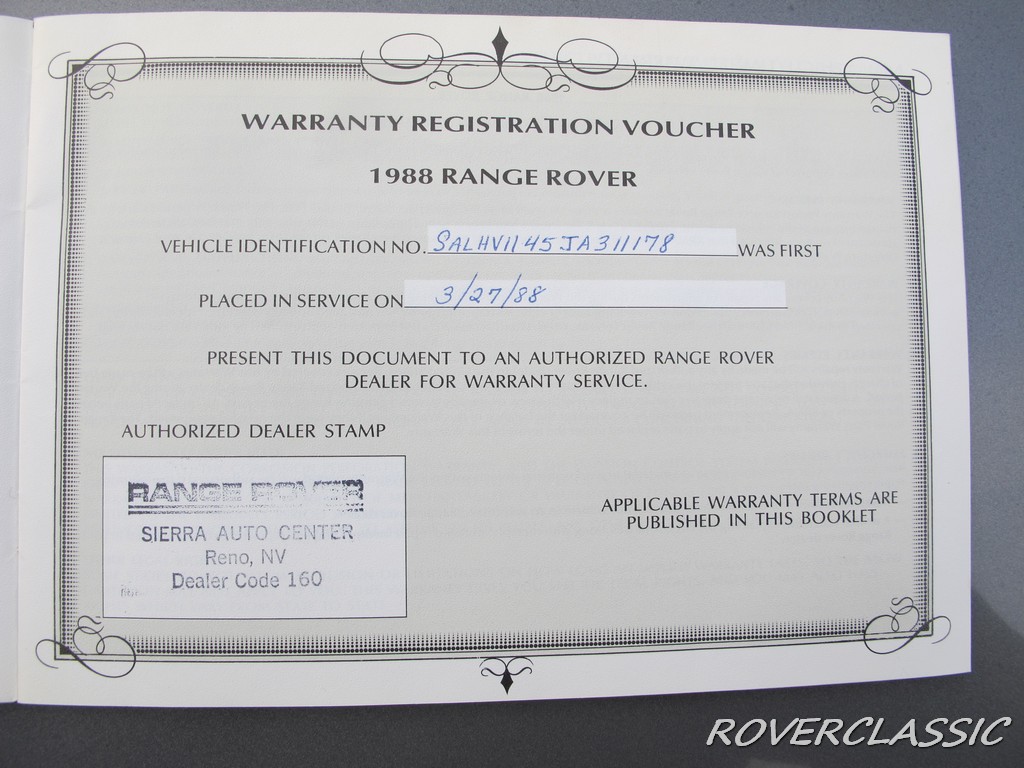 WARRANTY REGISTRATION VOUCHER
1988 RANGE ROVER
VEHICLE IDENTIFICATION NO. SALHV1145JA311178 WAS FIRST
PLACED IN SERVICE ON 3/27/88
PRESENT THIS DOCUMENT TO AN AUTHORIZED RANGE ROVER
DEALER FOR WARRANTY SERVICE.
AUTHORIZED DEALER STAMP
RANGE ROVER
SIERRA AUTO CENTER
Reno, NV
Dealer Code 160
APPLICABLE WARRANTY TERMS ARE
PUBLISHED IN THIS BOOKLET
ROVERCLASSIC